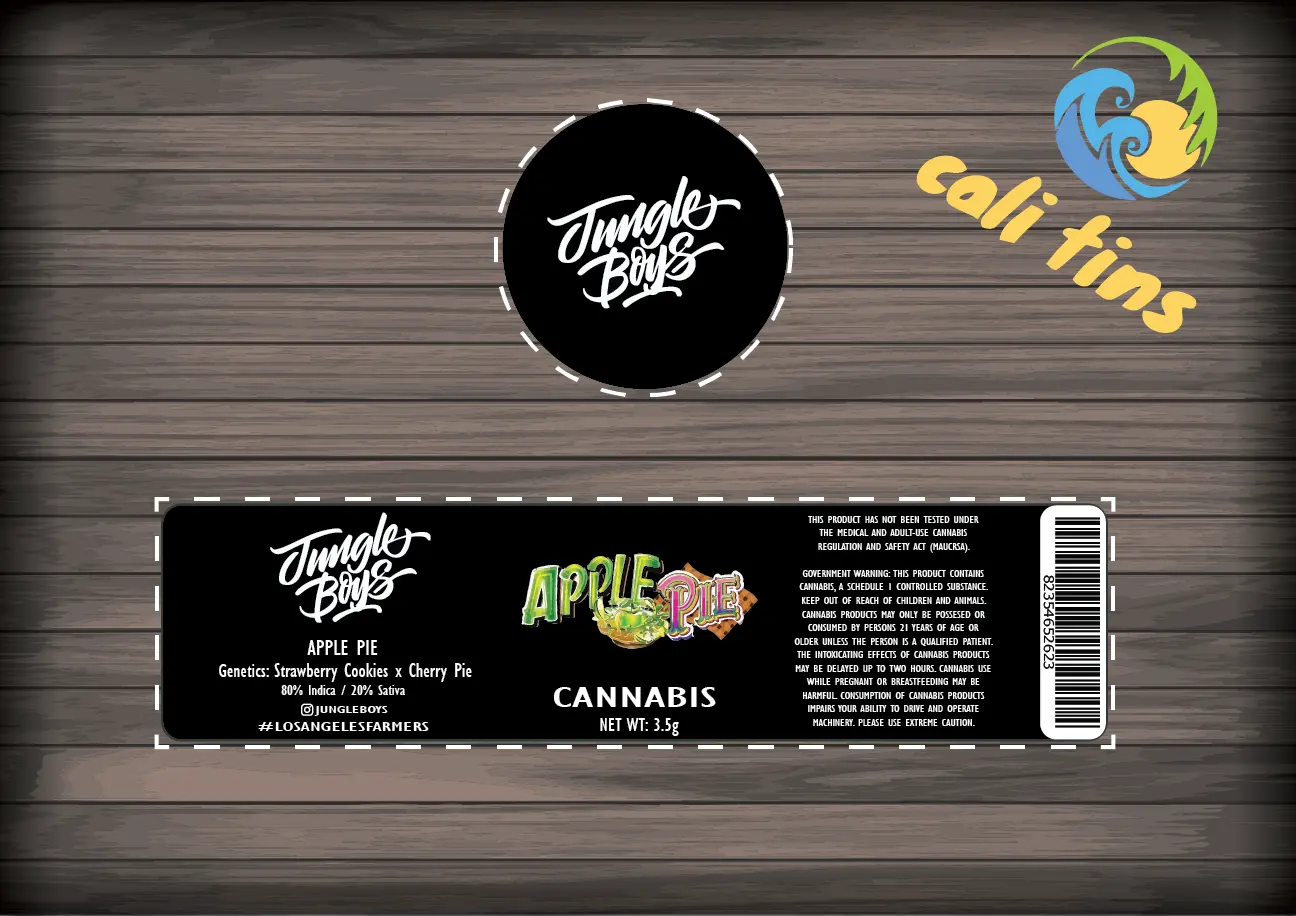 cali tins
Jungle
Boys
Jungle
Boys
APPLE PIE
Genetics: Strawberry Cookies x Cherry Pie
80% Indica / 20% Sativa
JUNGLEBOYS
#LOSANGELESFARMERS
APPLE PIE
CANNABIS
NET WT: 3.5g
THIS PRODUCT HAS NOT BEEN TESTED UNDER
THE MEDICAL AND ADULT-USE CANNABIS
REGULATION AND SAFETY ACT (MAUCRSA).
GOVERNMENT WARNING: THIS PRODUCT CONTAINS
CANNABIS, A SCHEDULE I CONTROLLED SUBSTANCE.
KEEP OUT OF REACH OF CHILDREN AND ANIMALS.
CANNABIS PRODUCTS MAY ONLY BE POSSESED OR
CONSUMED BY PERSONS 21 YEARS OF AGE OR
OLDER UNLESS THE PERSON IS A QUALIFIED PATIENT.
THE INTOXICATING EFFECTS OF CANNABIS PRODUCTS
MAY BE DELAYED UP TO TWO HOURS. CANNABIS USE
WHILE PREGNANT OR BREASTFEEDING MAY BE
HARMFUL. CONSUMPTION OF CANNABIS PRODUCTS
IMPAIRS YOUR ABILITY TO DRIVE AND OPERATE
MACHINERY. PLEASE USE EXTREME CAUTION.
82354652623